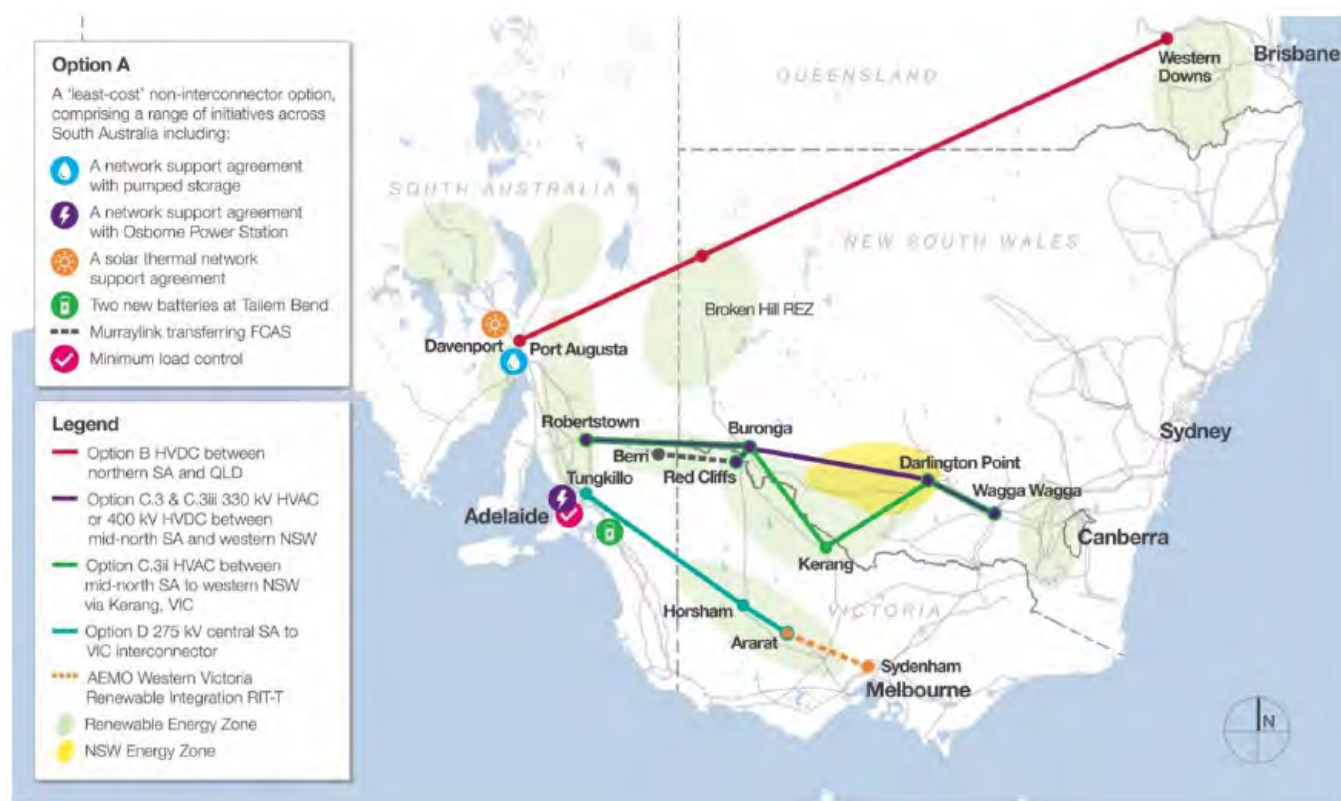 Option A
A 'least-cost' non-interconnector option,
comprising a range of initiatives across
South Australia including:
A network support agreement
with pumped storage
A network support agreement
with Osborne Power Station
A solar thermal network
support agreement
Two new batteries at Tailem Bend
Murraylink transferring FCAS
Minimum load control
Legend
Option B HVDC between
northern SA and QLD
Option C.3 & C.3iii 330 kV HVAC
or 400 kV HVDC between
mid-north SA and western NSW
Option C.3ii HVAC between
mid-north SA to western NSW
via Kerang, VIC
Option D 275 kV central SA to
VIC interconnector
AEMO Western Victoria
Renewable Integration RIT-T
Renewable Energy Zone
NSW Energy Zone
QUEENSLAND
Western
Downs
Brisbane
SOUTH AUSTRALIA
NEW SOUTH WALES
Broken Hill REZ
Davenport
Port Augusta
Robertstown
Buronga
Sydney
Berri
Red Cliffs
Darlington Point
Tungkillo
Wagga Wagga
Adelaide
Canberra
Kerang
Horsham
VICTORIA
Ararat
Sydenham
Melbourne
N